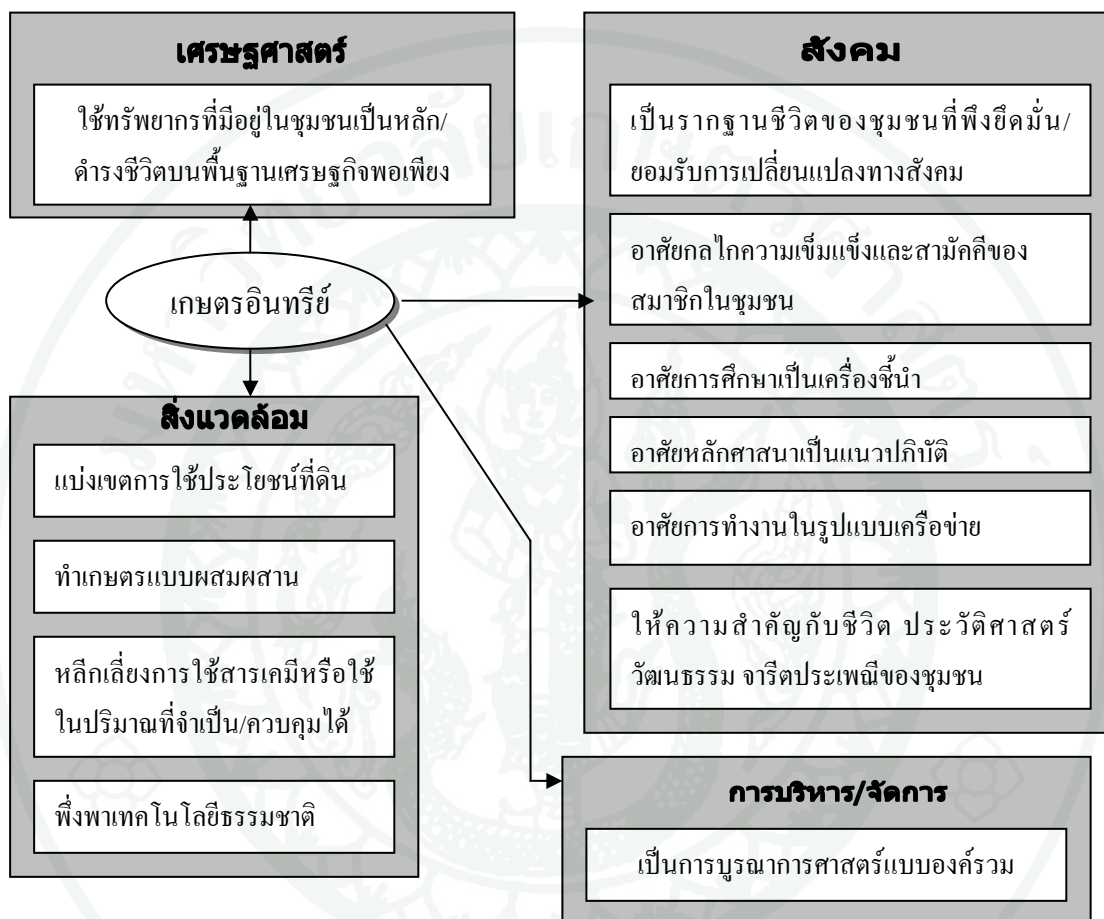 เศรษฐศาสตร์
ใช้ทรัพยากรที่มีอยู่ในชุมชนเป็นหลัก/
ดำรงชีวิตบนพื้นฐานเศรษฐกิจพอเพียง
เกษตรอินทรีย์
สิ่งแวดล้อม
แบ่งเขตการใช้ประโยชน์ที่ดิน
ทำเกษตรแบบผสมผสาน
หลีกเลี่ยงการใช้สารเคมีหรือใช้
ในปริมาณที่จำเป็น/ควบคุมได้
พึ่งพาเทคโนโลยีธรรมชาติ
สังคม
เป็นรากฐานชีวิตของชุมชนที่พึงยึดมั่น/
ยอมรับการเปลี่ยนแปลงทางสังคม
อาศัยกลไกความเข็มแข็งและสามัคคีของ
สมาชิกในชุมชน
อาศัยการศึกษาเป็นเครื่องชี้นำ
อาศัยหลักศาสนาเป็นแนวปฏิบัติ
อาศัยการทำงานในรูปแบบเครือข่าย
ให้ความสำคัญกับชีวิต ประวัติศาสตร์
วัฒนธรรม จารีตประเพณีของชุมชน
การบริหาร/จัดการ
เป็นการบูรณาการศาสตร์แบบองค์รวม